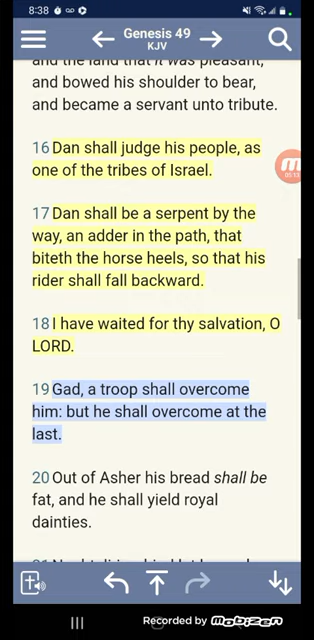 8:38
Genesis 49
KJV
and the land that it was pleasant;
and bowed his shoulder to bear,
and became a servant unto tribute.
16 Dan shall judge his people, as
one of the tribes of Israel.
17 Dan shall be a serpent by the
way, an adder in the path, that
biteth the horse heels, so that his
rider shall fall backward.
18 I have waited for thy salvation, O
LORD.
19 Gad, a troop shall overcome
him: but he shall overcome at the
last.
20 Out of Asher his bread shall be
fat, and he shall yield royal
dainties.
Recorded by mobizen